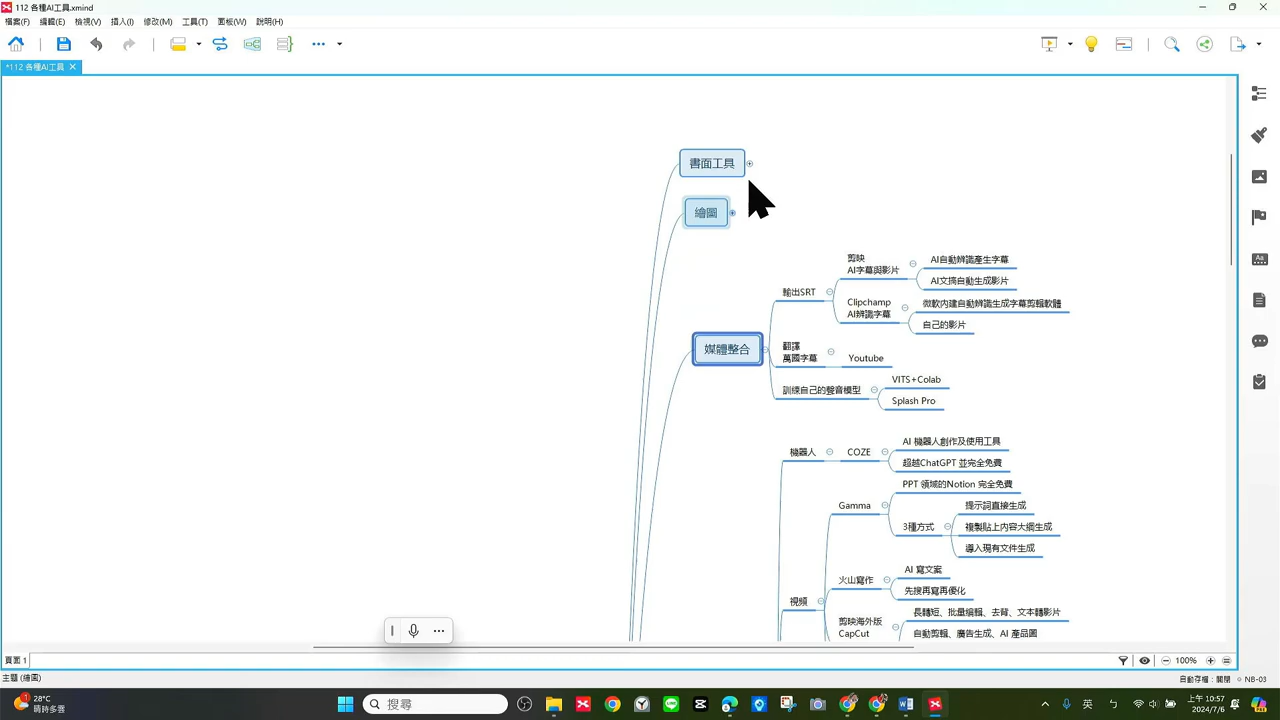 112 各種AI工具.xmind
檔案(F) 編輯(E) 檢視(V) 插入(I) 修改(M) 工具(T) 面板(W) 說明(H)
*112 各種AI工具
書面工具
繪圖
媒體整合
輸出SRT
剪映
AI字幕與影片
AI自動辨識產生字幕
AI文摘自動生成影片
Clipchamp
AI辨識字幕
微軟內建自動辨識生成字幕剪輯軟體
自己的影片
翻譯
萬國字幕
Youtube
訓練自己的聲音模型
VITS+Colab
Splash Pro
機器人
COZE
AI 機器人創作及使用工具
超越ChatGPT 並完全免費
視頻
Gamma
PPT 領域的Notion 完全免費
3種方式
提示詞直接生成
複製貼上內容大綱生成
導入現有文件生成
火山寫作
AI 寫文案
先搜再寫再優化
剪映海外版
CapCut
長轉短、批量編輯、去背、文本轉影片
自動剪輯、廣告生成、AI 產品圖
頁面 1
100%
主題 (繪圖)
自動存檔：關閉
NB-03
1
28°C
晴時多雲
搜尋
英
上午 10:57
2024/7/6